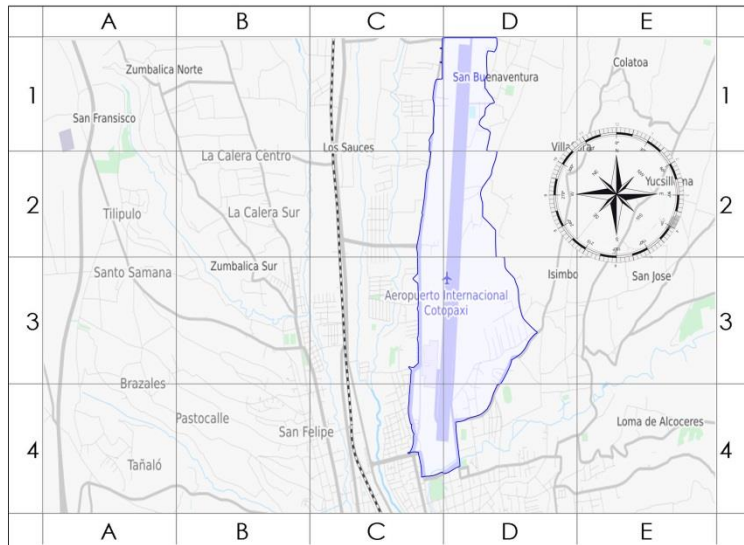 A B C D E
Colatoa
Zumbalica Norte
San Buenaventura
1 1
San Fransisco
Los Sauces
La Calera Centro
Tilipulo
La Calera Sur
2 2
Zumbalica Sur
Santo Samana
Isimbo
San Jose
Aeropuerto Internacional
Cotopaxi
3 3
Brazales
Pastocalle
San Felipe
Loma de Alcoceres
4 4
Tañaló
A B C D E